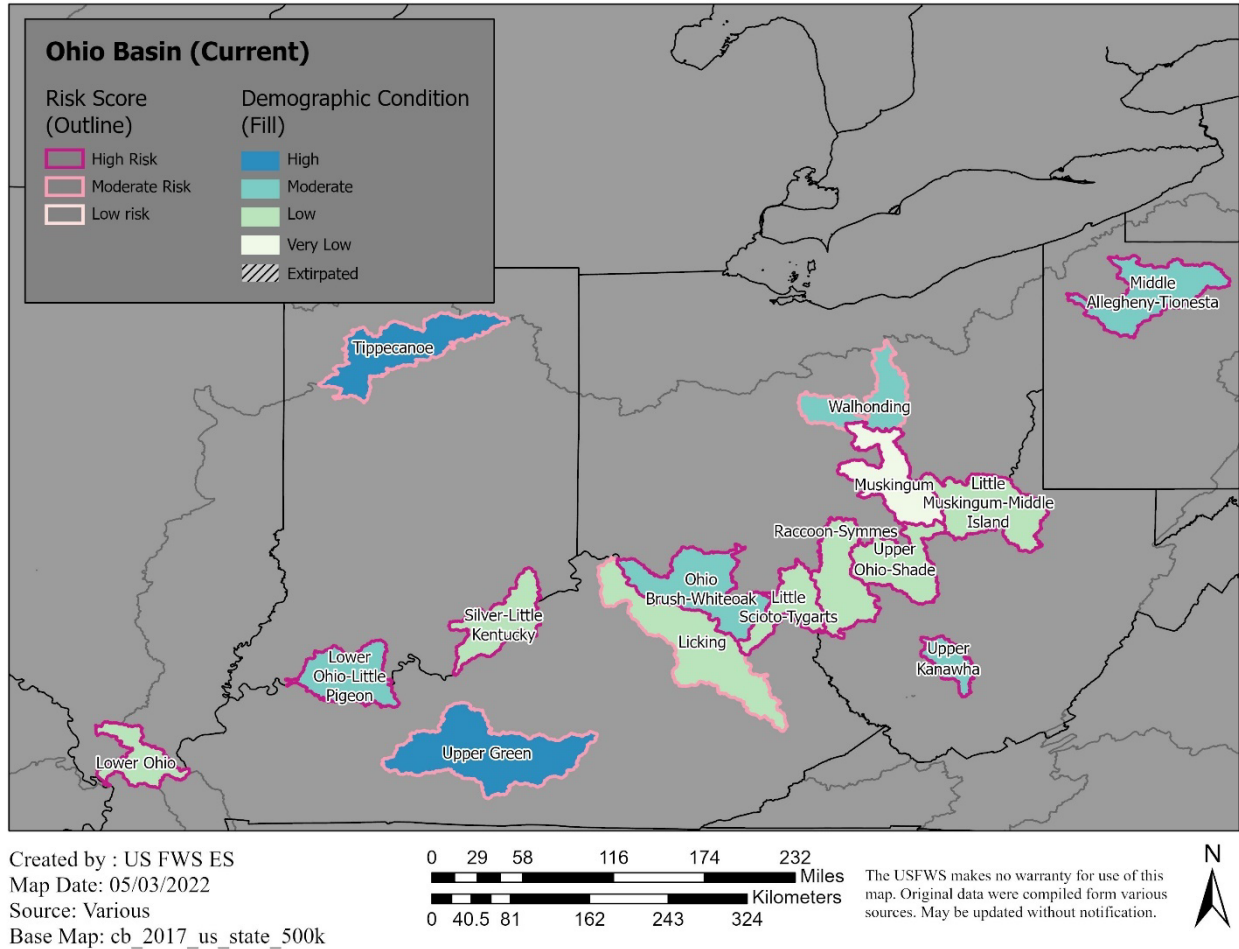 Ohio Basin (Current)
Risk Score
(Outline)
High Risk
Moderate Risk
Low risk
Demographic Condition
(Fill)
High
Moderate
Low
Very Low
Extirpated
Middle
Allegheny-Tionesta
Tippecanoe
Walhonding
Muskingum
Little
Muskingum-Middle
Island
Raccoon-Symmes
Upper
Ohio-Shade
Ohio
Brush-Whiteoak
Little
Scioto-Tygarts
Licking
Silver-Little
Kentucky
Lower
Ohio-Little
Pigeon
Upper
Kanawha
Upper Green
Lower Ohio
Created by : US FWS ES
Map Date: 05/03/2022
Source: Various
Base Map: cb_2017_us_state_500k
0 29 58 116 174 232
Miles
Kilometers
0 40.5 81 162 243 324
The USFWS makes no warranty for use of this
map. Original data were compiled form various
sources. May be updated without notification.
N